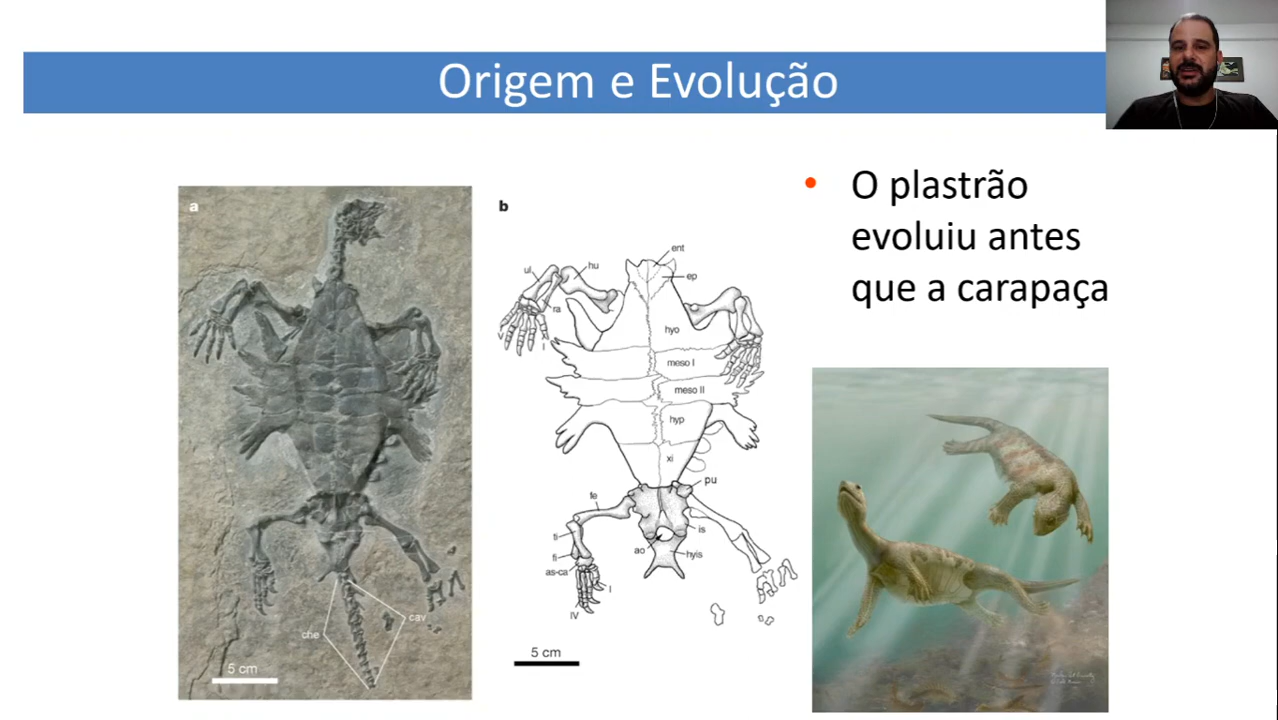 Origem e Evolução
O plastrão
evoluiu antes
que a carapaça
a
che
cav
5 cm
b
ent
ep
ul
hu
ra
V
I
hyo
meso I
meso II
hyp
xi
pu
fe
is
ti
ao
hyis
fi
as-ca
I
IV
5 cm